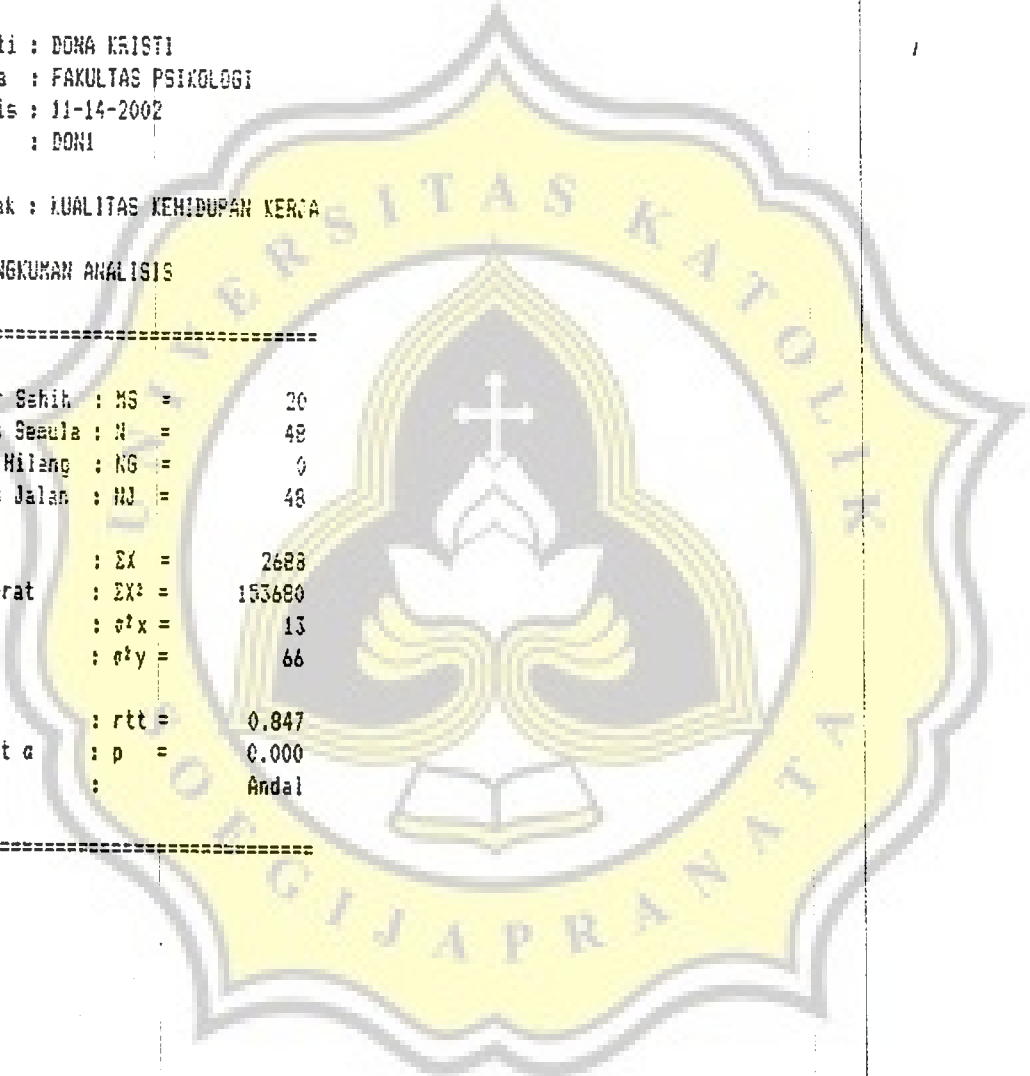 ti : DONA KRISTI
a : FAKULTAS PSIKOLOGI
is : 11-14-2002
: DON1
ak : KUALITAS KEHIDUPAN KERJA
NGKUMAN ANALISIS
==============================
r Sahih : MS = 20
s Semula : N = 48
Hilang : KG = 0
s Jalan : NJ = 48
: ΣX = 2688
rat : ΣX² = 153680
: σ²x = 13
: σ²y = 66
: rtt = 0.847
t α : p = 0.000
: Andal
==============================
UNIVERSITAS KATOLIK
SOEGIJAPRANATA